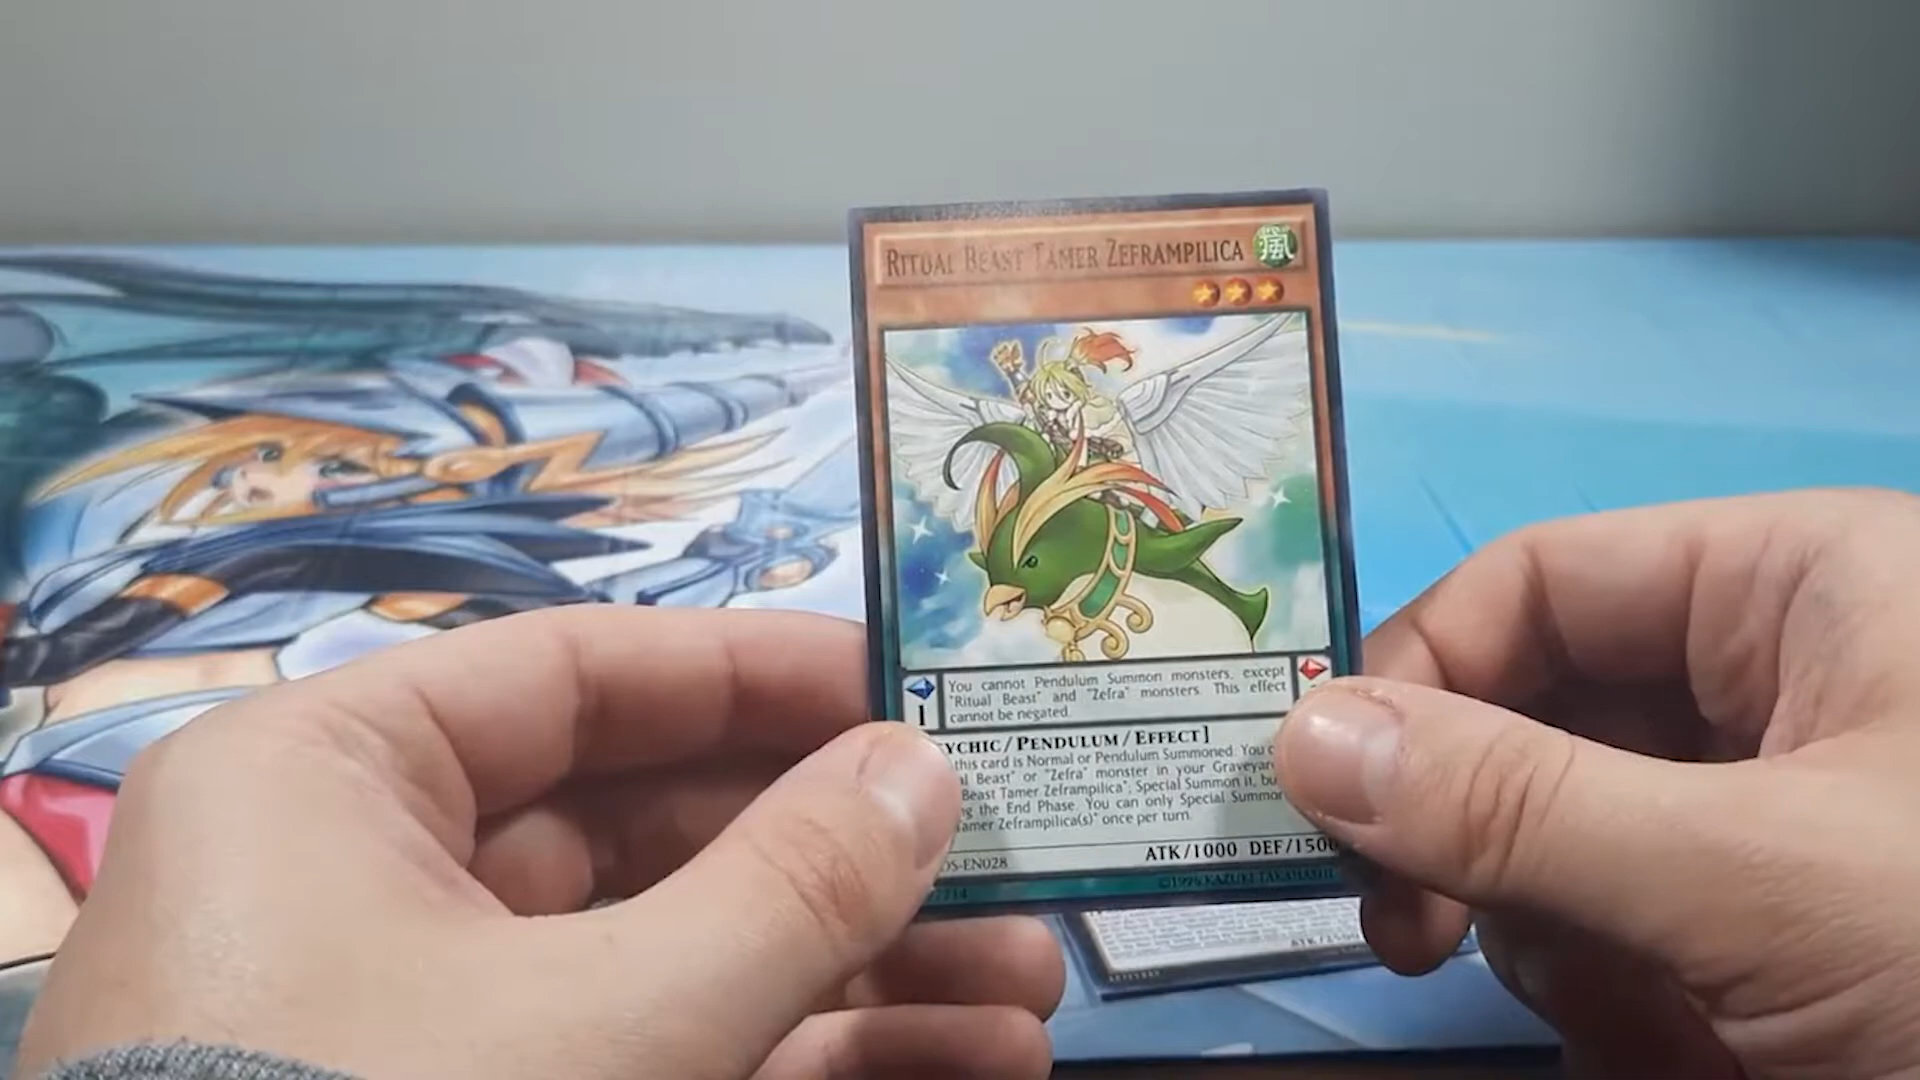 RITUAL BEAST TAMER ZEFRAMPILICA
風
You cannot Pendulum Summon monsters, except
"Ritual Beast" and "Zefra" monsters. This effect
cannot be negated.
1
YCHIC/PENDULUM/EFFECT]
this card is Normal or Pendulum Summoned: You c
al Beast" or "Zefra" monster in your Graveyar
Beast Tamer Zeframpilica"; Special Summon it, bu
g the End Phase. You can only Special Summon
Tamer Zeframpilica(s)" once per turn.
ATK/1000 DEF/1500
OS-EN028
©1996 KAZUKI TAKAHASHI